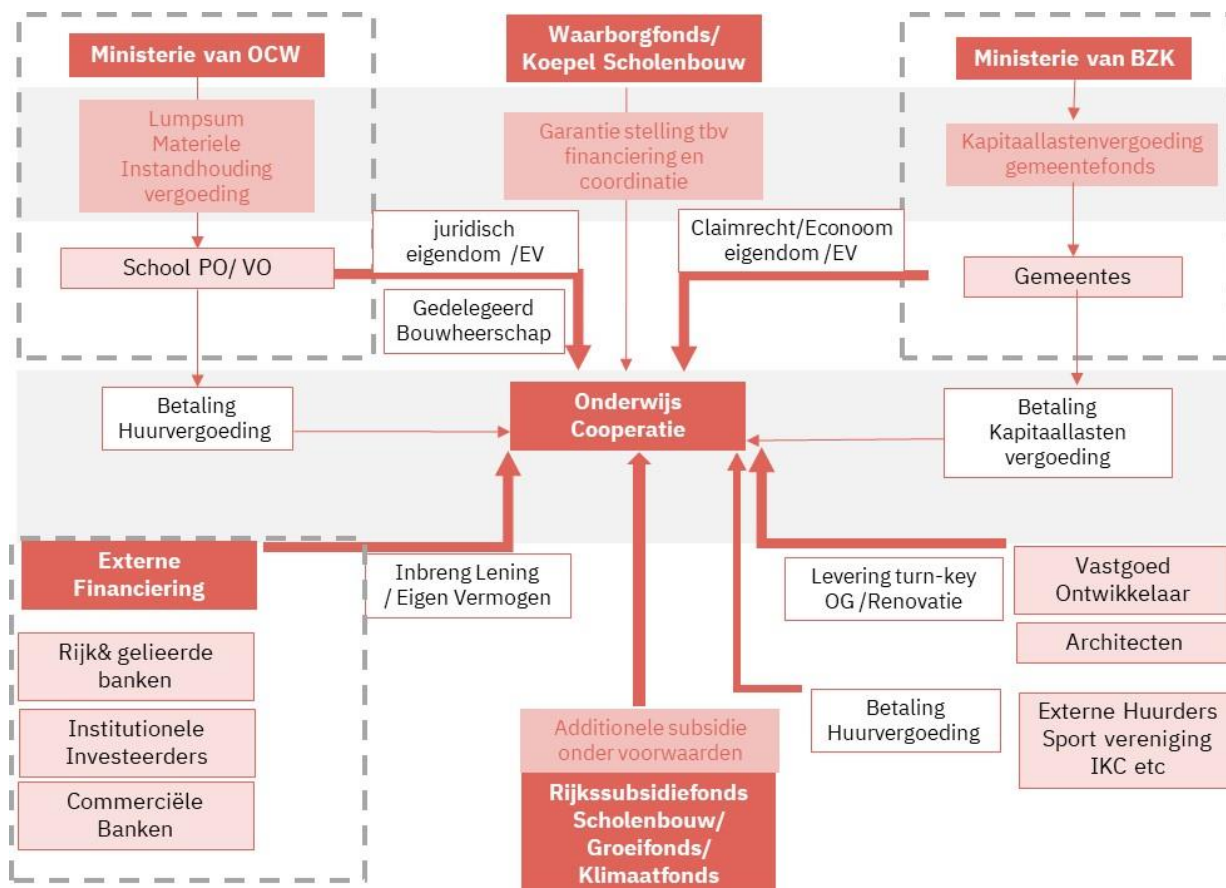 Ministerie van OCW
Waarborgfonds/
Koepel Scholenbouw
Ministerie van BZK
Lumpsum
Materiele
Instandhouding
vergoeding
Garantie stelling tbv
financiering en
coordinatie
Kapitaallastenvergoeding
gemeentefonds
School PO/ VO
juridisch
eigendom /EV
Claimrecht/Econoom
eigendom /EV
Gemeentes
Gedelegeerd
Bouwheerschap
Betaling
Huurvergoeding
Onderwijs
Cooperatie
Betaling
Kapitaallasten
vergoeding
Externe
Financiering
Inbreng Lening
/ Eigen Vermogen
Levering turn-key
OG /Renovatie
Vastgoed
Ontwikkelaar
Architecten
Rijk& gelieerde
banken
Institutionele
Investeerders
Commerciële
Banken
Additionele subsidie
onder voorwaarden
Rijkssubsidiefonds
Scholenbouw/
Groeifonds/
Klimaatfonds
Betaling
Huurvergoeding
Externe Huurders
Sport vereniging
IKC etc